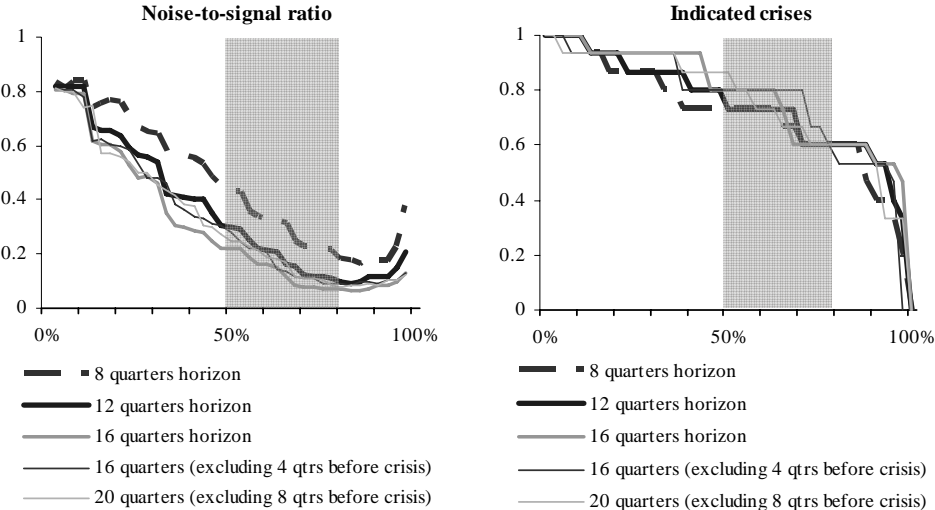 Noise-to-signal ratio
1
0.8
0.6
0.4
0.2
0
0%
50%
100%
8 quarters horizon
12 quarters horizon
16 quarters horizon
16 quarters (excluding 4 qtrs before crisis)
20 quarters (excluding 8 qtrs before crisis)
Indicated crises
1
0.8
0.6
0.4
0.2
0
0%
50%
100%
8 quarters horizon
12 quarters horizon
16 quarters horizon
16 quarters (excluding 4 qtrs before crisis)
20 quarters (excluding 8 qtrs before crisis)